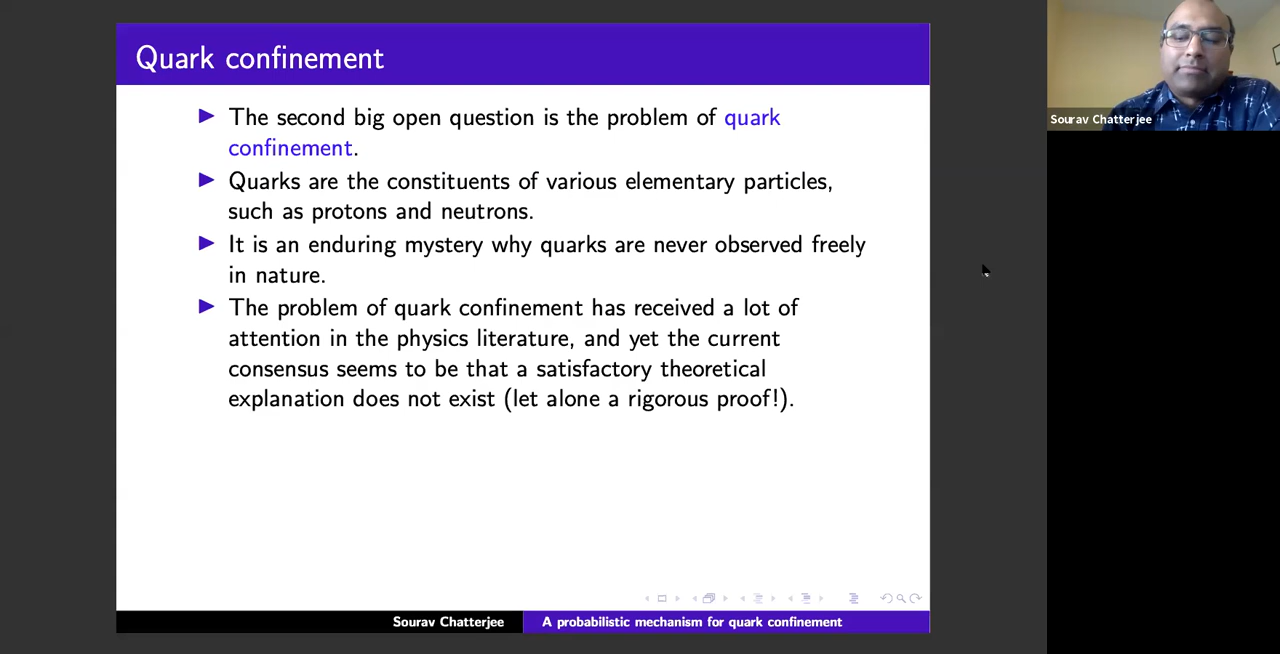 Quark confinement
▶ The second big open question is the problem of quark
confinement.
▶ Quarks are the constituents of various elementary particles,
such as protons and neutrons.
▶ It is an enduring mystery why quarks are never observed freely
in nature.
▶ The problem of quark confinement has received a lot of
attention in the physics literature, and yet the current
consensus seems to be that a satisfactory theoretical
explanation does not exist (let alone a rigorous proof!).
Sourav Chatterjee
A probabilistic mechanism for quark confinement
Sourav Chatterjee